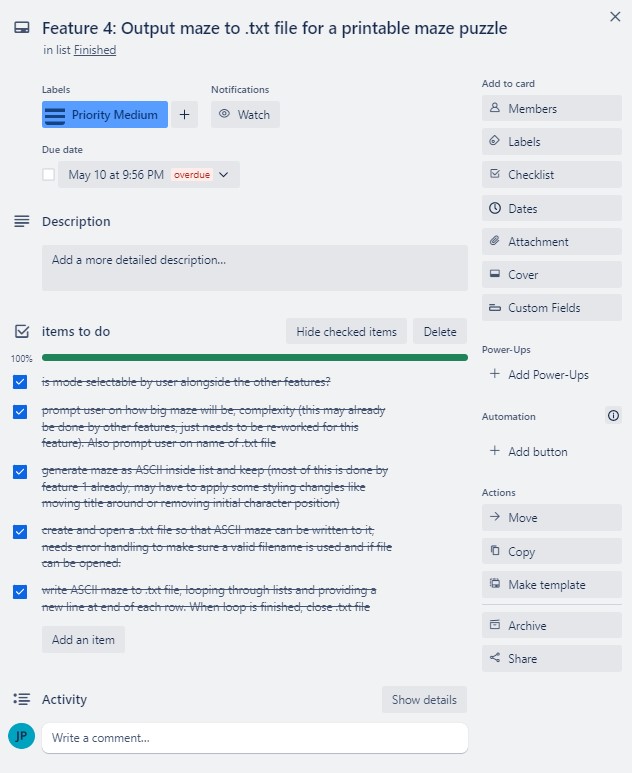 Feature 4: Output maze to .txt file for a printable maze puzzle
in list Finished
Labels
Priority Medium
+
Notifications
Watch
Due date
May 10 at 9:56 PM overdue
Description
Add a more detailed description...
items to do
Hide checked items
Delete
100%
is mode selectable by user alongside the other features?
prompt user on how big maze will be, complexity (this may already
be done by other features, just needs to be re-worked for this
feature). Also prompt user on name of .txt file
generate maze as ASCII inside list and keep (most of this is done by
feature 1 already, may have to apply some styling changes like
moving title around or removing initial character position)
create and open a .txt file so that ASCII maze can be written to it,
needs error handling to make sure a valid filename is used and if file
can be opened.
write ASCII maze to .txt file, looping through lists and providing a
new line at end of each row. When loop is finished, close .txt file
Add an item
Activity
Show details
JP
Write a comment...
Add to card
Members
Labels
Checklist
Dates
Attachment
Cover
Custom Fields
Power-Ups
+ Add Power-Ups
Automation
+ Add button
Actions
Move
Copy
Make template
Archive
Share